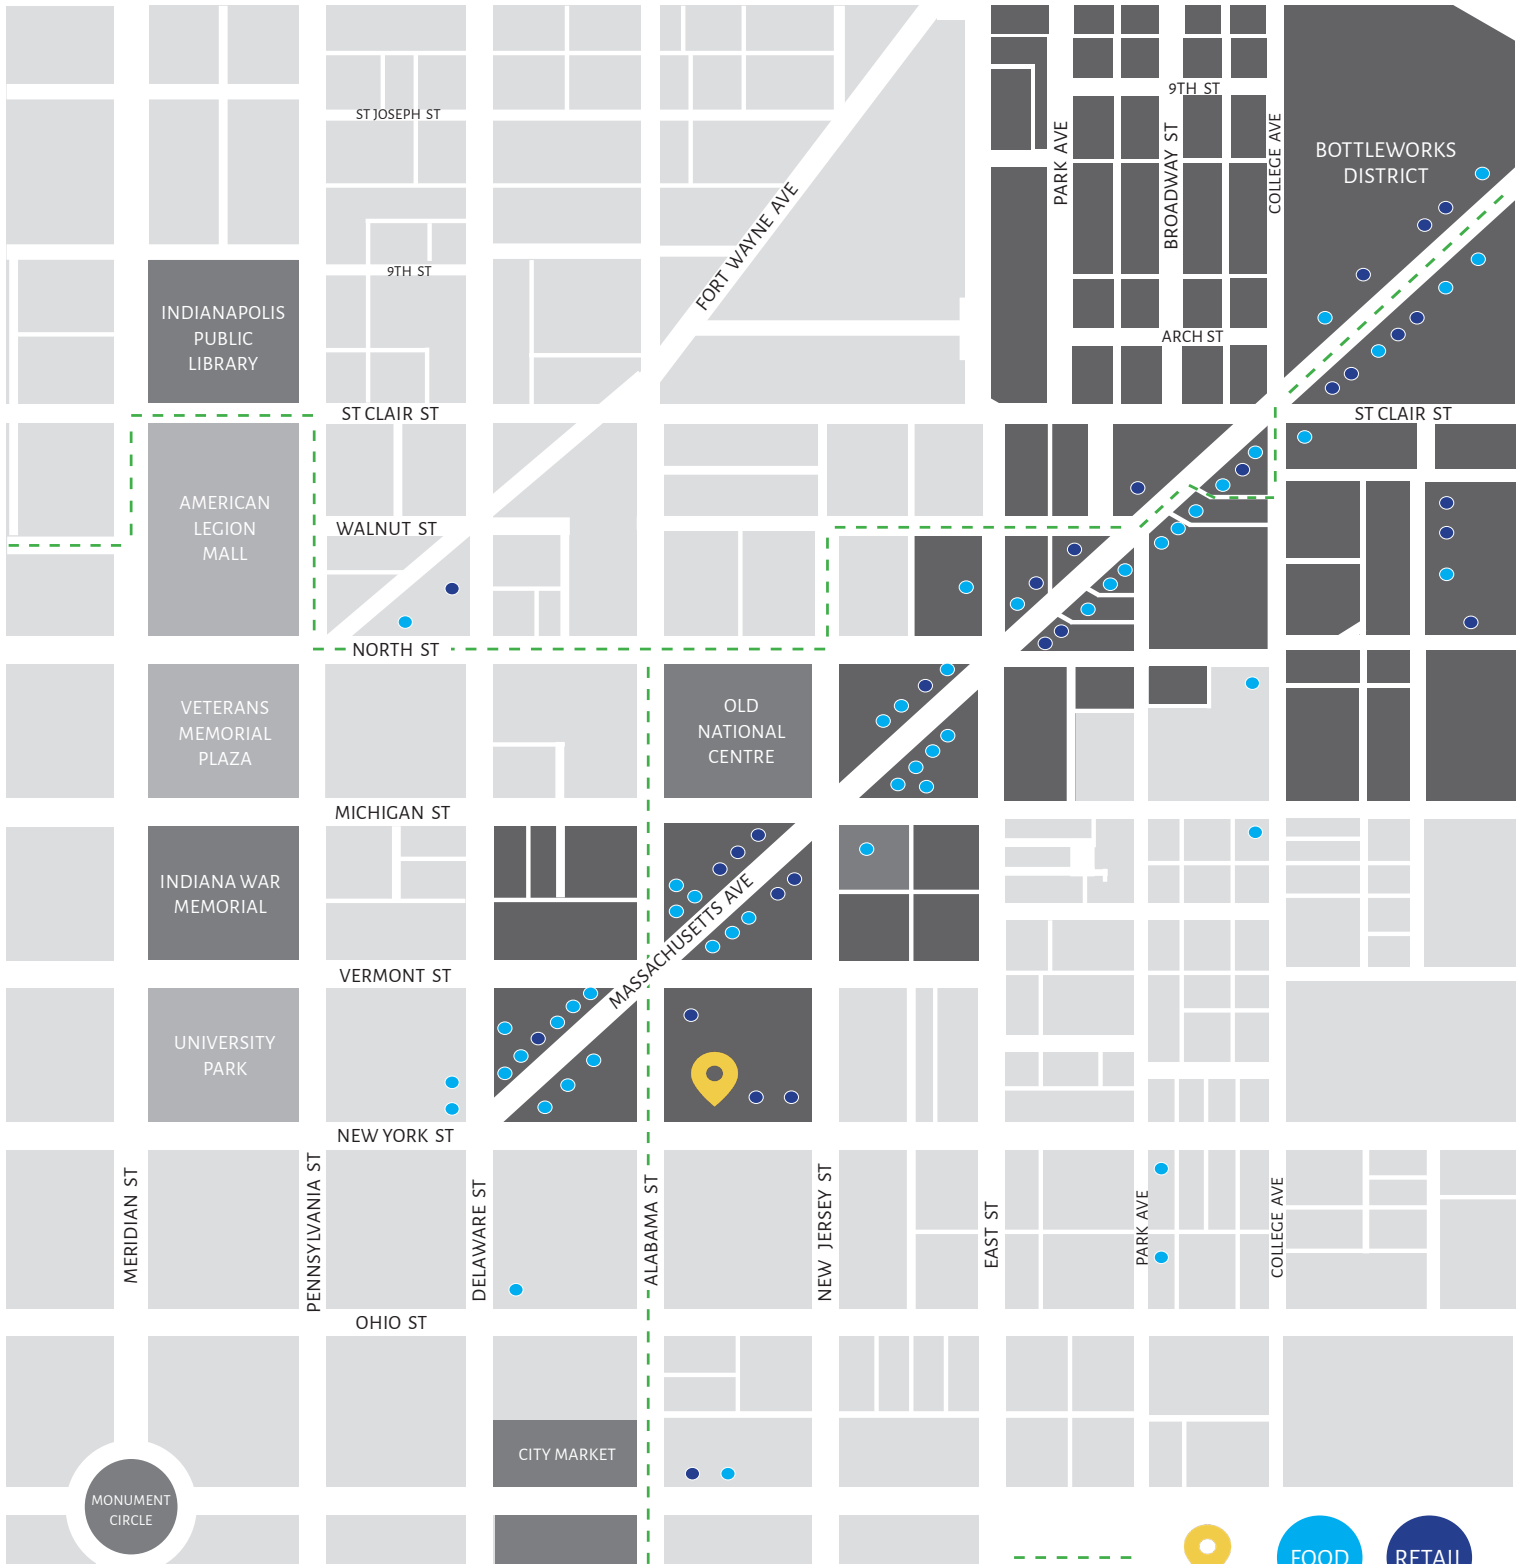 9TH ST
ST JOSEPH ST
PARK AVE
BROADWAY ST
COLLEGE AVE
BOTTLEWORKS
DISTRICT
FORT WAYNE AVE
9TH ST
INDIANAPOLIS
PUBLIC
LIBRARY
ARCH ST
ST CLAIR ST
ST CLAIR ST
AMERICAN
LEGION
MALL
WALNUT ST
NORTH ST
VETERANS
MEMORIAL
PLAZA
OLD
NATIONAL
CENTRE
MICHIGAN ST
INDIANA WAR
MEMORIAL
MASSACHUSETTS AVE
VERMONT ST
UNIVERSITY
PARK
NEW YORK ST
MERIDIAN ST
PENNSYLVANIA ST
DELAWARE ST
ALABAMA ST
NEW JERSEY ST
EAST ST
PARK AVE
COLLEGE AVE
OHIO ST
CITY MARKET
MONUMENT
CIRCLE
FOOD
RETAIL